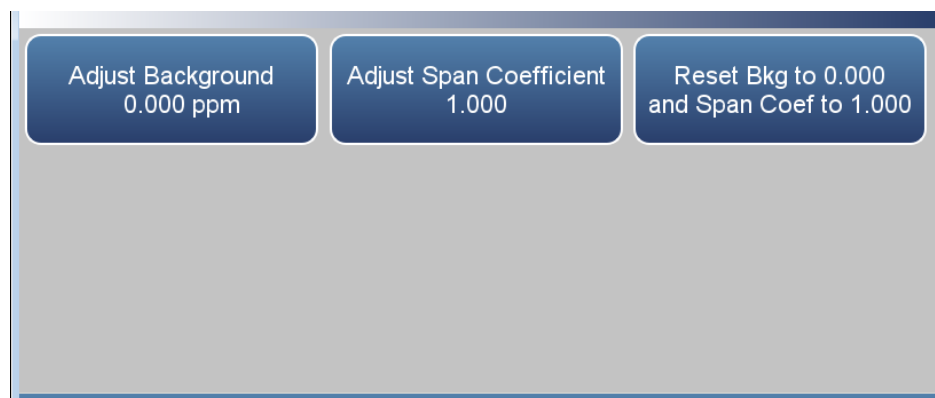 Adjust Background
0.000 ppm
Adjust Span Coefficient
1.000
Reset Bkg to 0.000
and Span Coef to 1.000